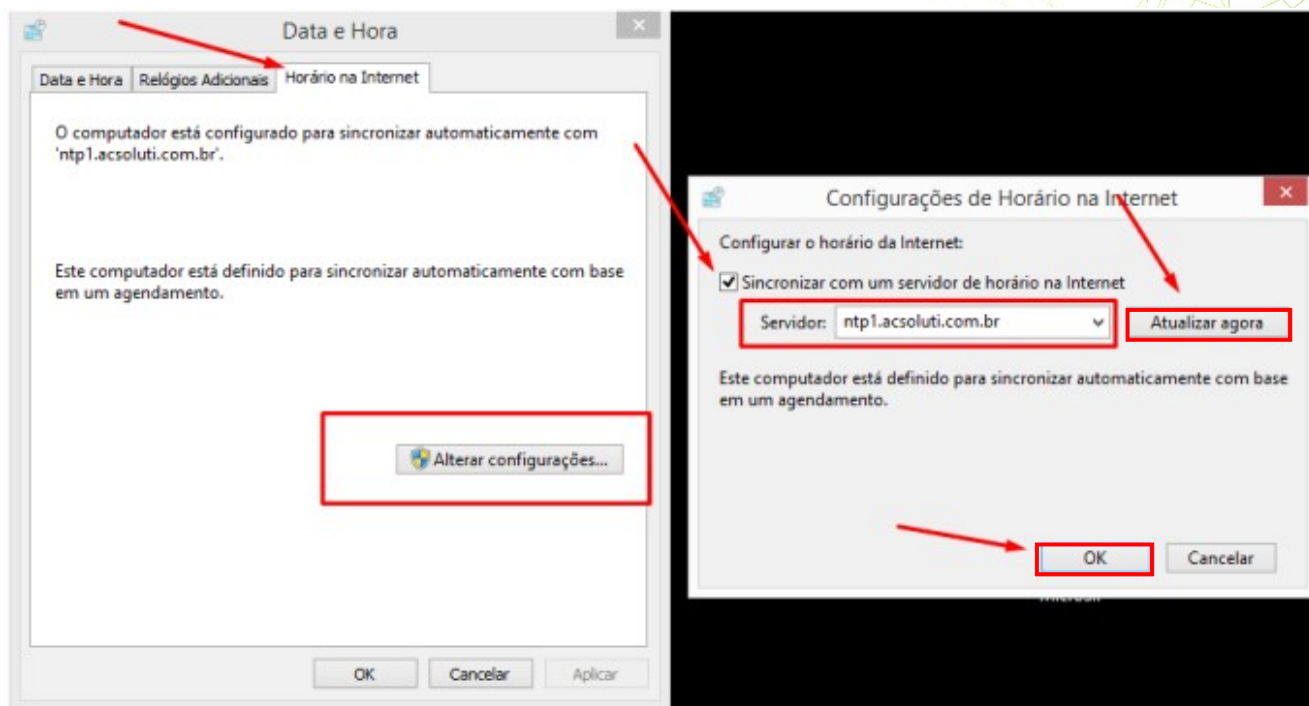 Data e Hora
Data e Hora
Relógios Adicionais
Horário na Internet
O computador está configurado para sincronizar automaticamente com
'ntp1.acsoluti.com.br'.
Este computador está definido para sincronizar automaticamente com base
em um agendamento.
Alterar configurações...
OK
Cancelar
Aplicar
Configurações de Horário na Internet
Configurar o horário da Internet:
Sincronizar com um servidor de horário na Internet
Servidor:
ntp1.acsoluti.com.br
Atualizar agora
Este computador está definido para sincronizar automaticamente com base
em um agendamento.
OK
Cancelar